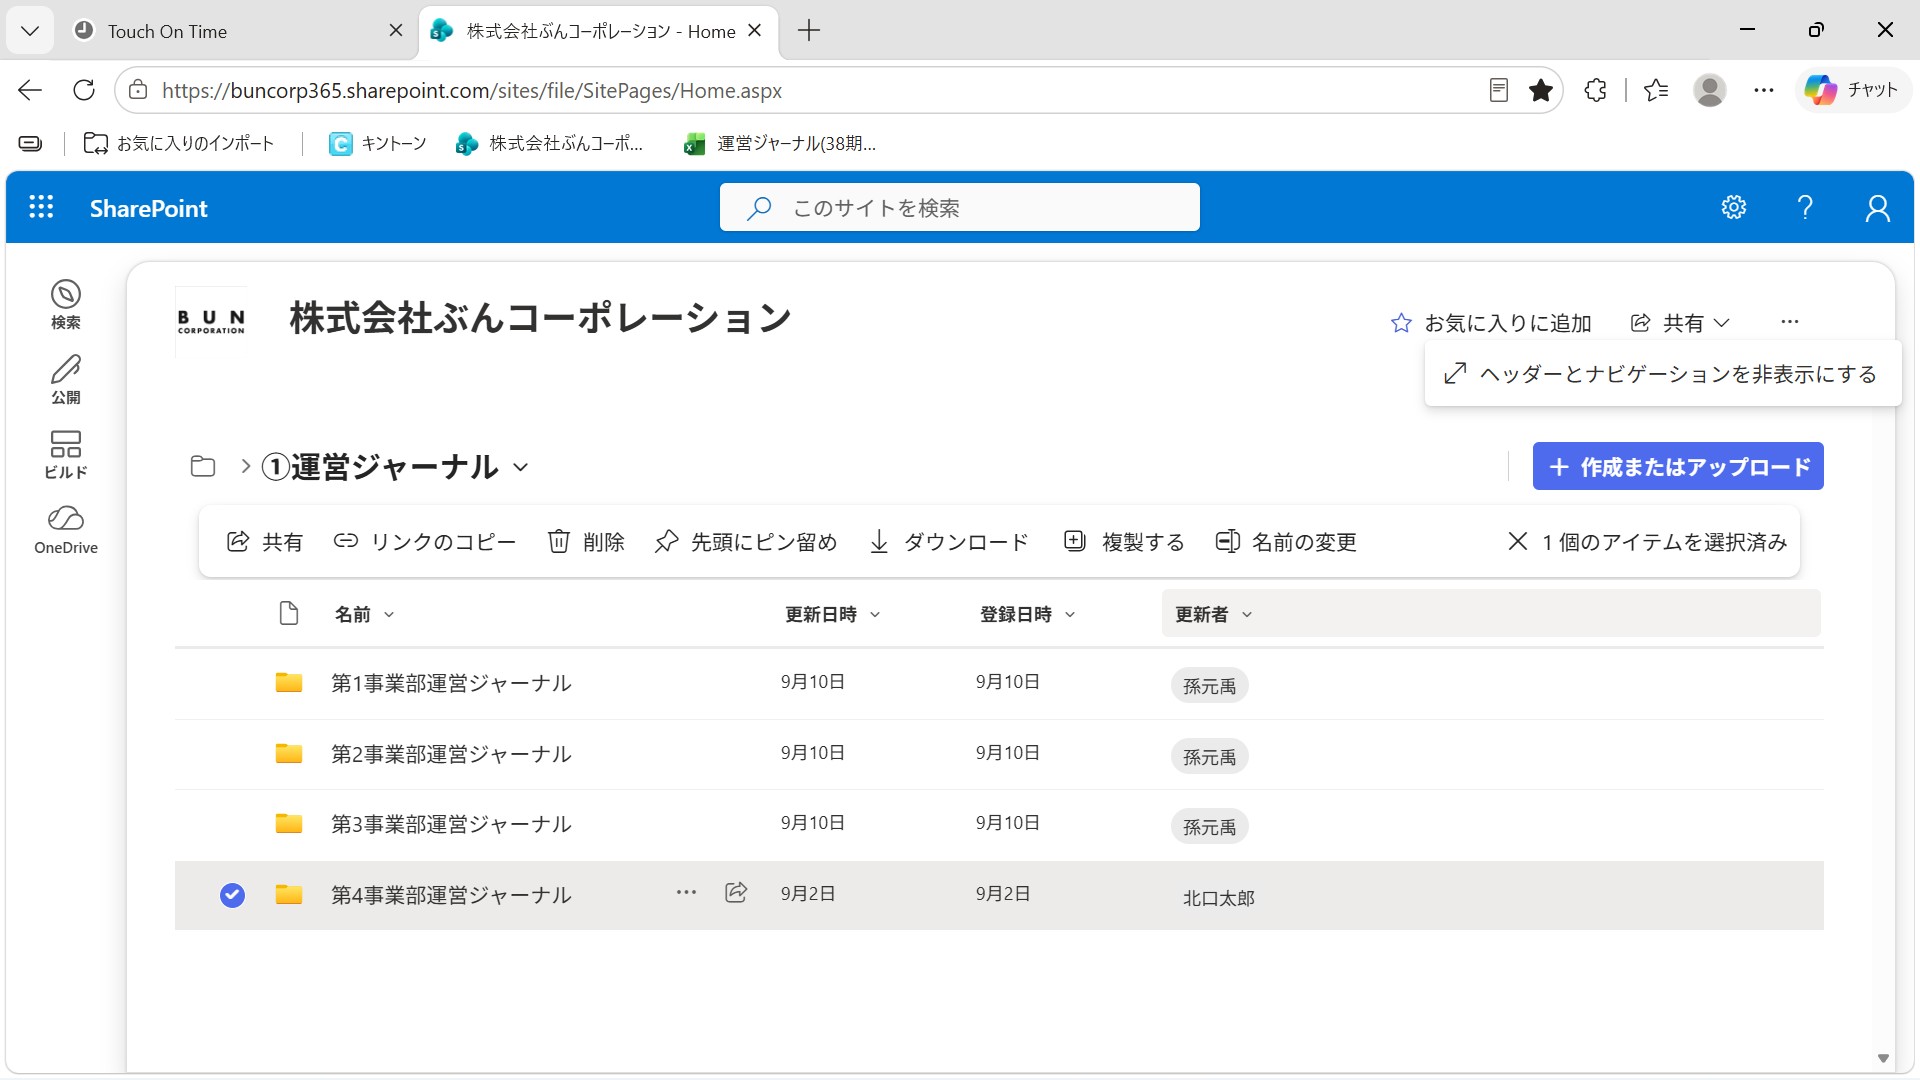 Touch On Time
株式会社ぶんコーポレーション - Home
https://buncorp365.sharepoint.com/sites/file/SitePages/Home.aspx
チャット
お気に入りのインポート
キントーン
株式会社ぶんコーポ...
運営ジャーナル(38期...
SharePoint
このサイトを検索
検索
公開
ビルド
OneDrive
BUN
CORPORATION
株式会社ぶんコーポレーション
お気に入りに追加
共有
ヘッダーとナビゲーションを非表示にする
①運営ジャーナル
作成またはアップロード
共有 リンクのコピー 削除 先頭にピン留め ダウンロード 複製する 名前の変更 1 個のアイテムを選択済み
名前 更新日時 登録日時 更新者
第1事業部運営ジャーナル 9月10日 9月10日 孫元禹
第2事業部運営ジャーナル 9月10日 9月10日 孫元禹
第3事業部運営ジャーナル 9月10日 9月10日 孫元禹
第4事業部運営ジャーナル 9月2日 9月2日 北口太郎